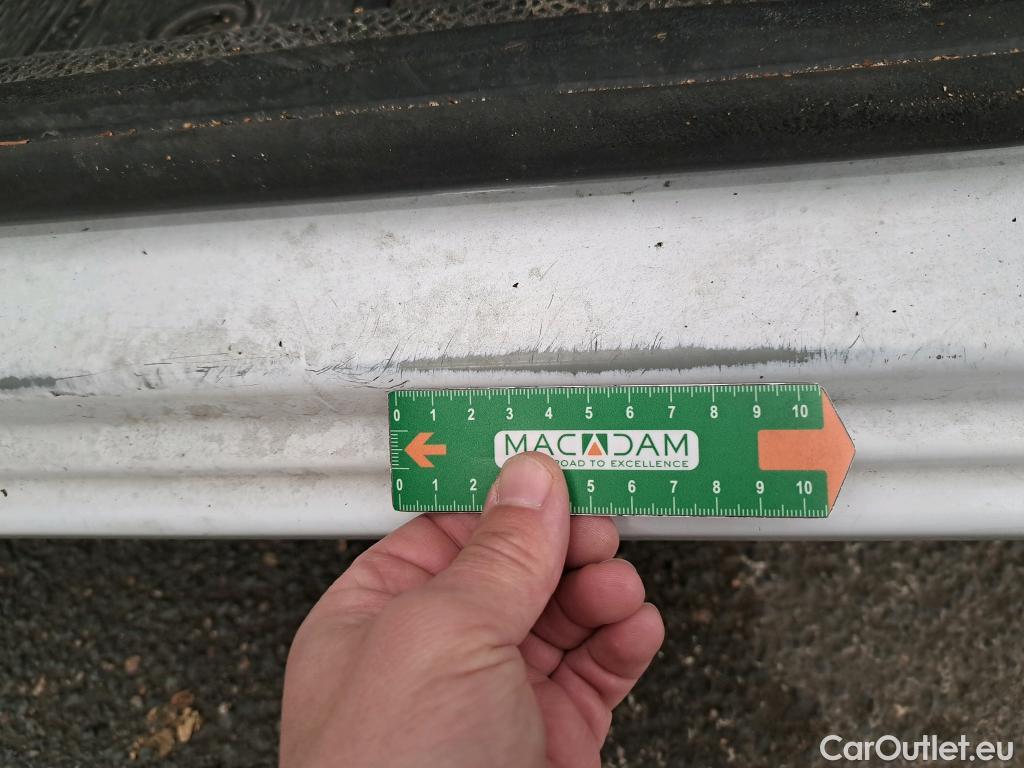 0 1 2 3 4 5 6 7 8 9 10
MACADAM
ROAD TO EXCELLENCE
0 1 2 5 6 7 8 9 10
CarOutlet.eu